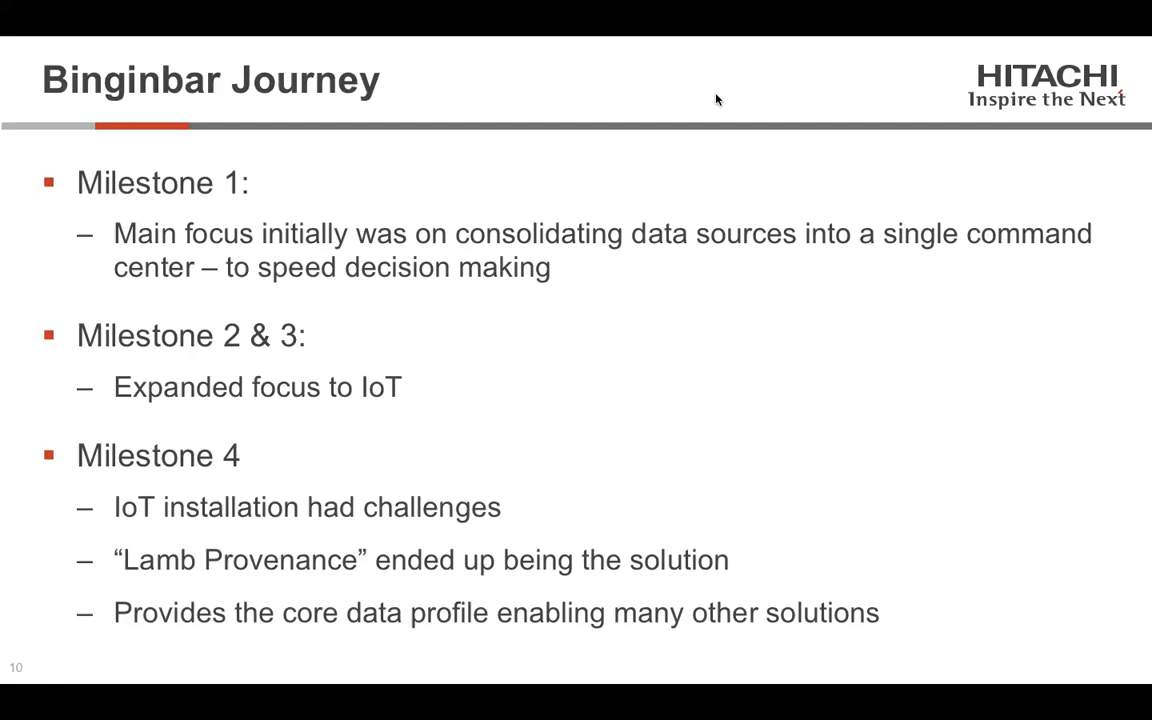 Binginbar Journey
HITACHI
Inspire the Next
▪ Milestone 1:
– Main focus initially was on consolidating data sources into a single command
center – to speed decision making
▪ Milestone 2 & 3:
– Expanded focus to IoT
▪ Milestone 4
– IoT installation had challenges
– “Lamb Provenance” ended up being the solution
– Provides the core data profile enabling many other solutions
10